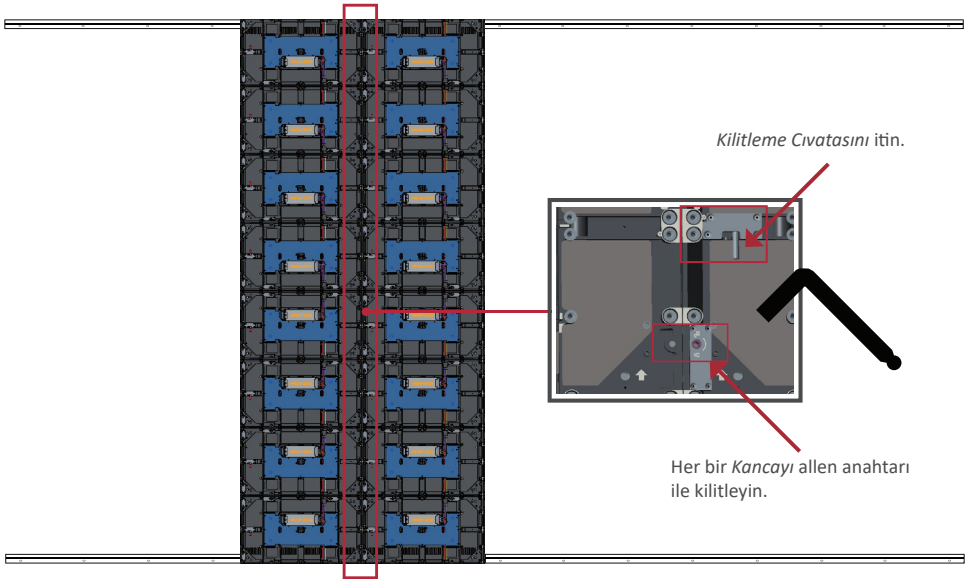 Kilitleme Cıvatasını itin.
Her bir Kancayı allen anahtarı
ile kilitleyin.